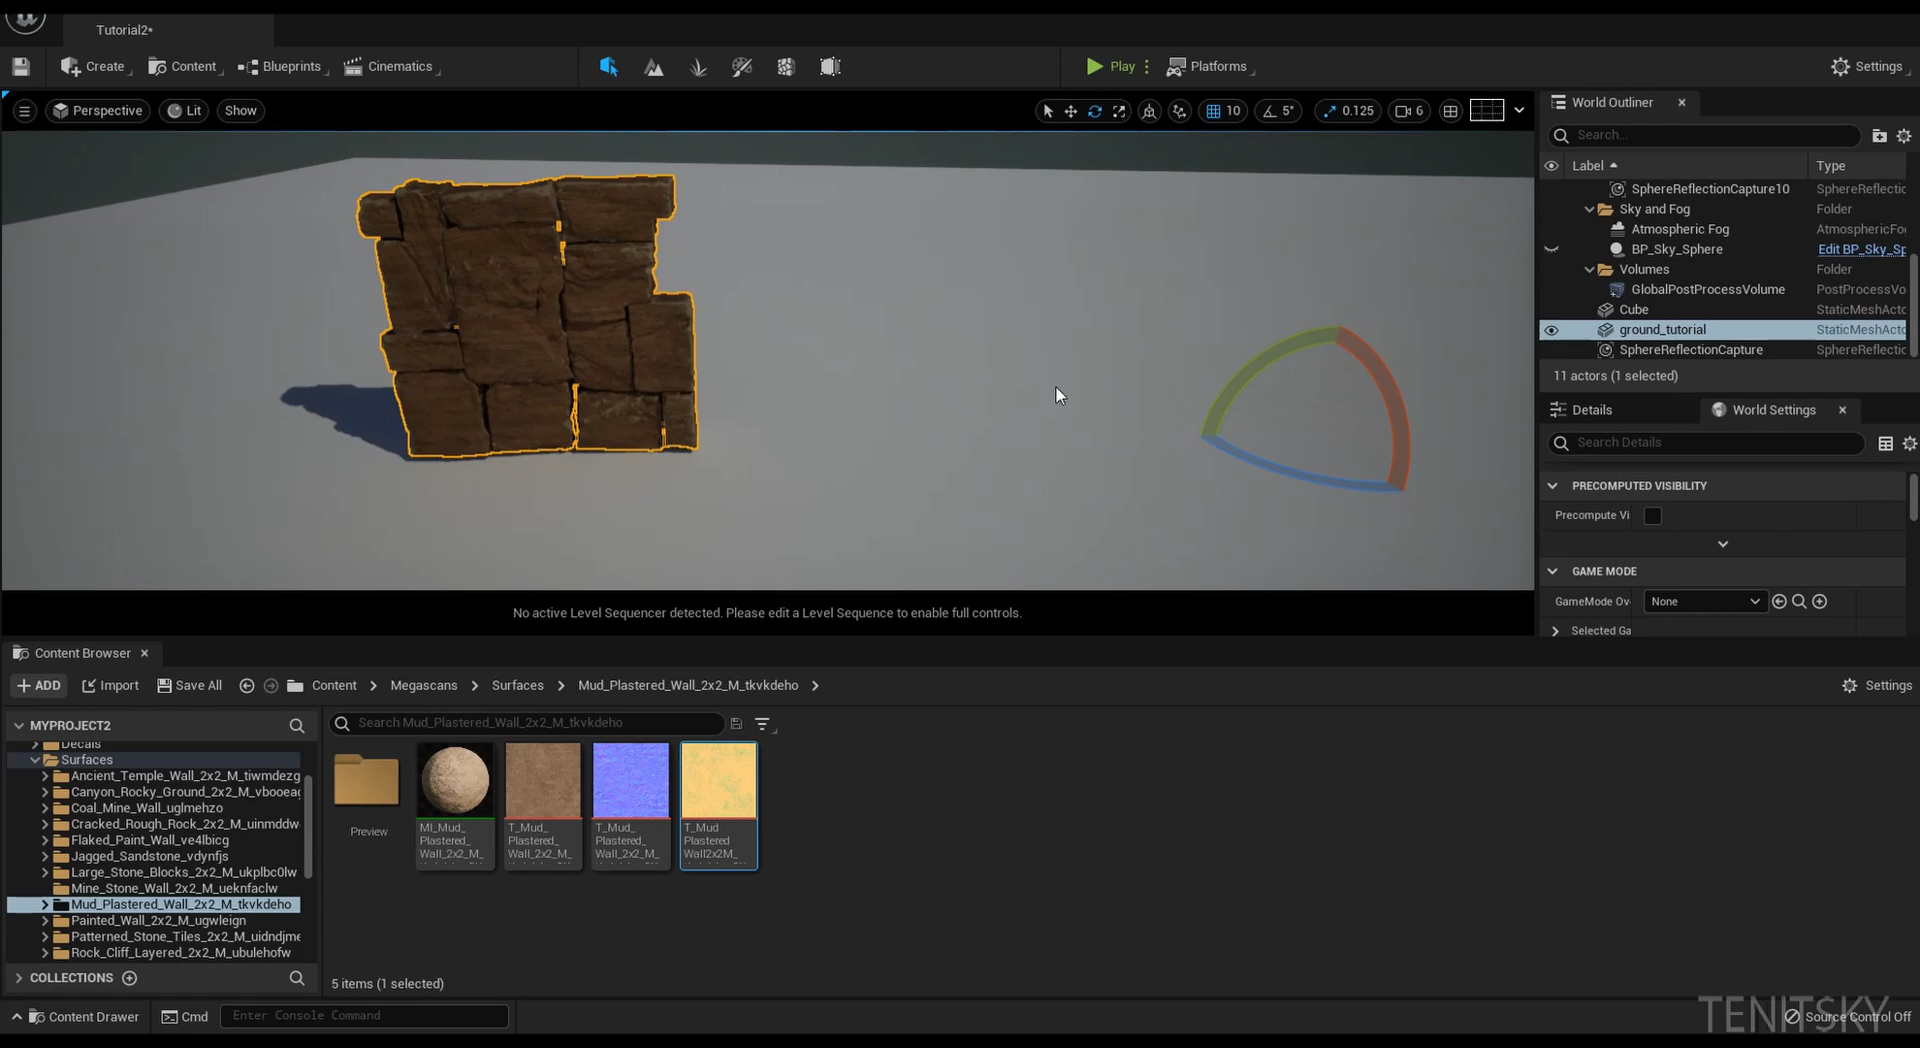 Tutorial2*
Create
Content
Blueprints
Cinematics
Play
Platforms
Settings
Perspective
Lit
Show
10
5°
0.125
6
World Outliner
Search...
Label
Type
SphereReflectionCapture10
SphereReflectic
Sky and Fog
Folder
Atmospheric Fog
AtmosphericFo
BP_Sky_Sphere
Edit BP_Sky_Sp
Volumes
Folder
GlobalPostProcessVolume
PostProcessVo
Cube
StaticMeshActo
ground_tutorial
StaticMeshActo
SphereReflectionCapture
SphereReflectic
11 actors (1 selected)
Details
World Settings
Search Details
PRECOMPUTED VISIBILITY
Precompute Vi
GAME MODE
GameMode Ov
None
Selected Ga
No active Level Sequencer detected. Please edit a Level Sequence to enable full controls.
Content Browser
ADD
Import
Save All
Content
Megascans
Surfaces
Mud_Plastered_Wall_2x2_M_tkvkdeho
Settings
MYPROJECT2
Search Mud_Plastered_Wall_2x2_M_tkvkdeho
Decals
Surfaces
Ancient_Temple_Wall_2x2_M_tiwmdezg
Canyon_Rocky_Ground_2x2_M_vbooeag
Coal_Mine_Wall_uglmehzo
Cracked_Rough_Rock_2x2_M_uinmddw
Flaked_Paint_Wall_ve4lbicg
Jagged_Sandstone_vdynfjs
Large_Stone_Blocks_2x2_M_ukplbc0lw
Mine_Stone_Wall_2x2_M_ueknfaclw
Mud_Plastered_Wall_2x2_M_tkvkdeho
Painted_Wall_2x2_M_ugwleign
Patterned_Stone_Tiles_2x2_M_uidndjme
Rock_Cliff_Layered_2x2_M_ubulehofw
Preview
MI_Mud_
Plastered_
Wall_2x2_M_
T_Mud_
Plastered_
Wall_2x2_M_
T_Mud_
Plastered_
Wall_2x2_M_
T_Mud
Plastered
Wall2x2M_
COLLECTIONS
5 items (1 selected)
Content Drawer
Cmd
Enter Console Command
TENITSKY
Source Control Off